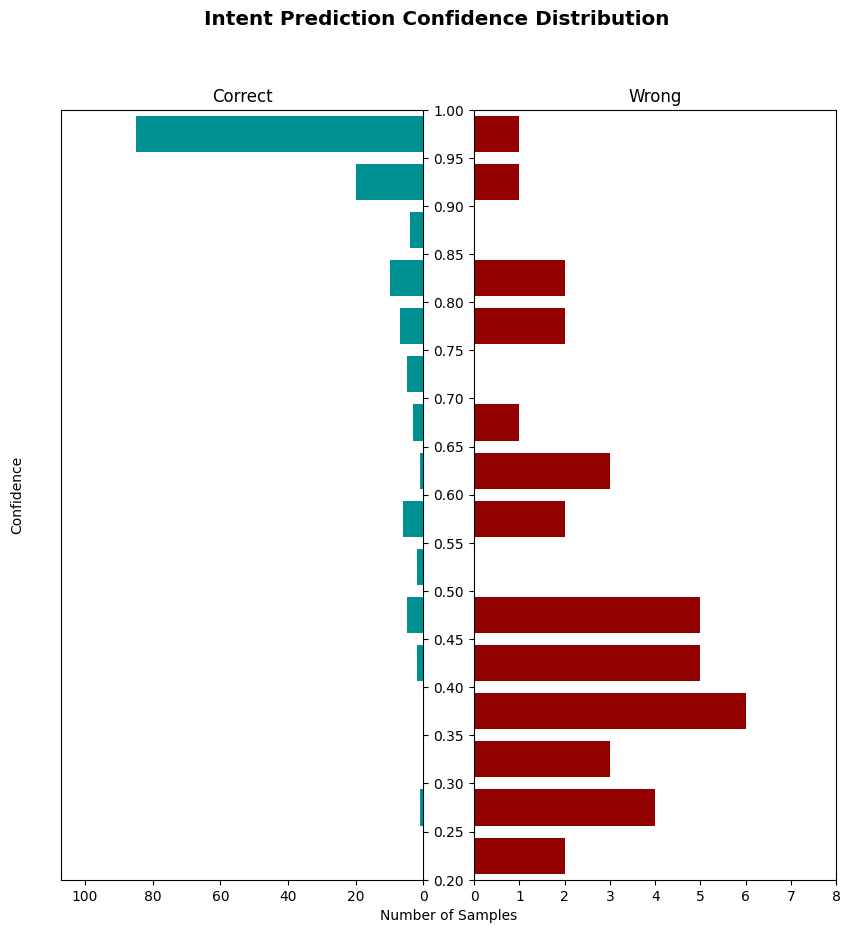 Intent Prediction Confidence Distribution
Correct
Wrong
1.00
0.95
0.90
0.85
0.80
0.75
0.70
0.65
0.60
0.55
0.50
0.45
0.40
0.35
0.30
0.25
0.20
Confidence
100 80 60 40 20 0
0 1 2 3 4 5 6 7 8
Number of Samples